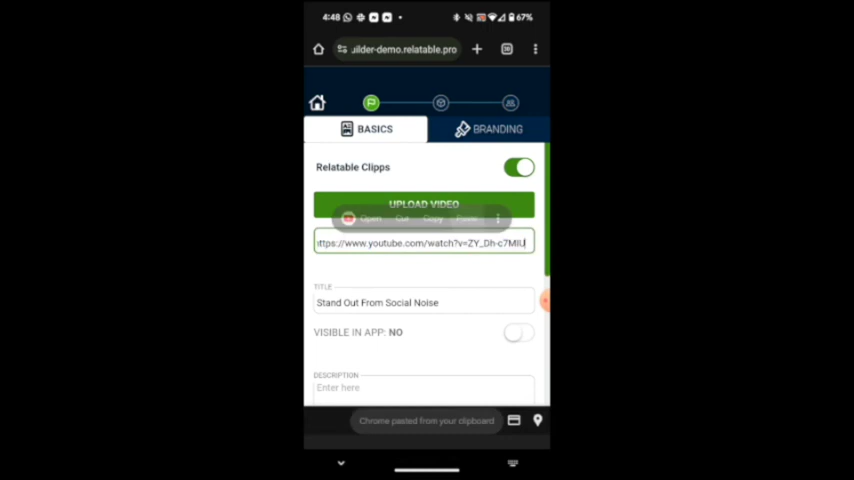 4:48
67%
uilder-demo.relatable.pro
BASICS
BRANDING
Relatable Clipps
UPLOAD VIDEO
Open Cut Copy Paste
ttps://www.youtube.com/watch?v=ZY_Dh-c7MIU
TITLE
Stand Out From Social Noise
VISIBLE IN APP: NO
DESCRIPTION
Enter here
Chrome pasted from your clipboard